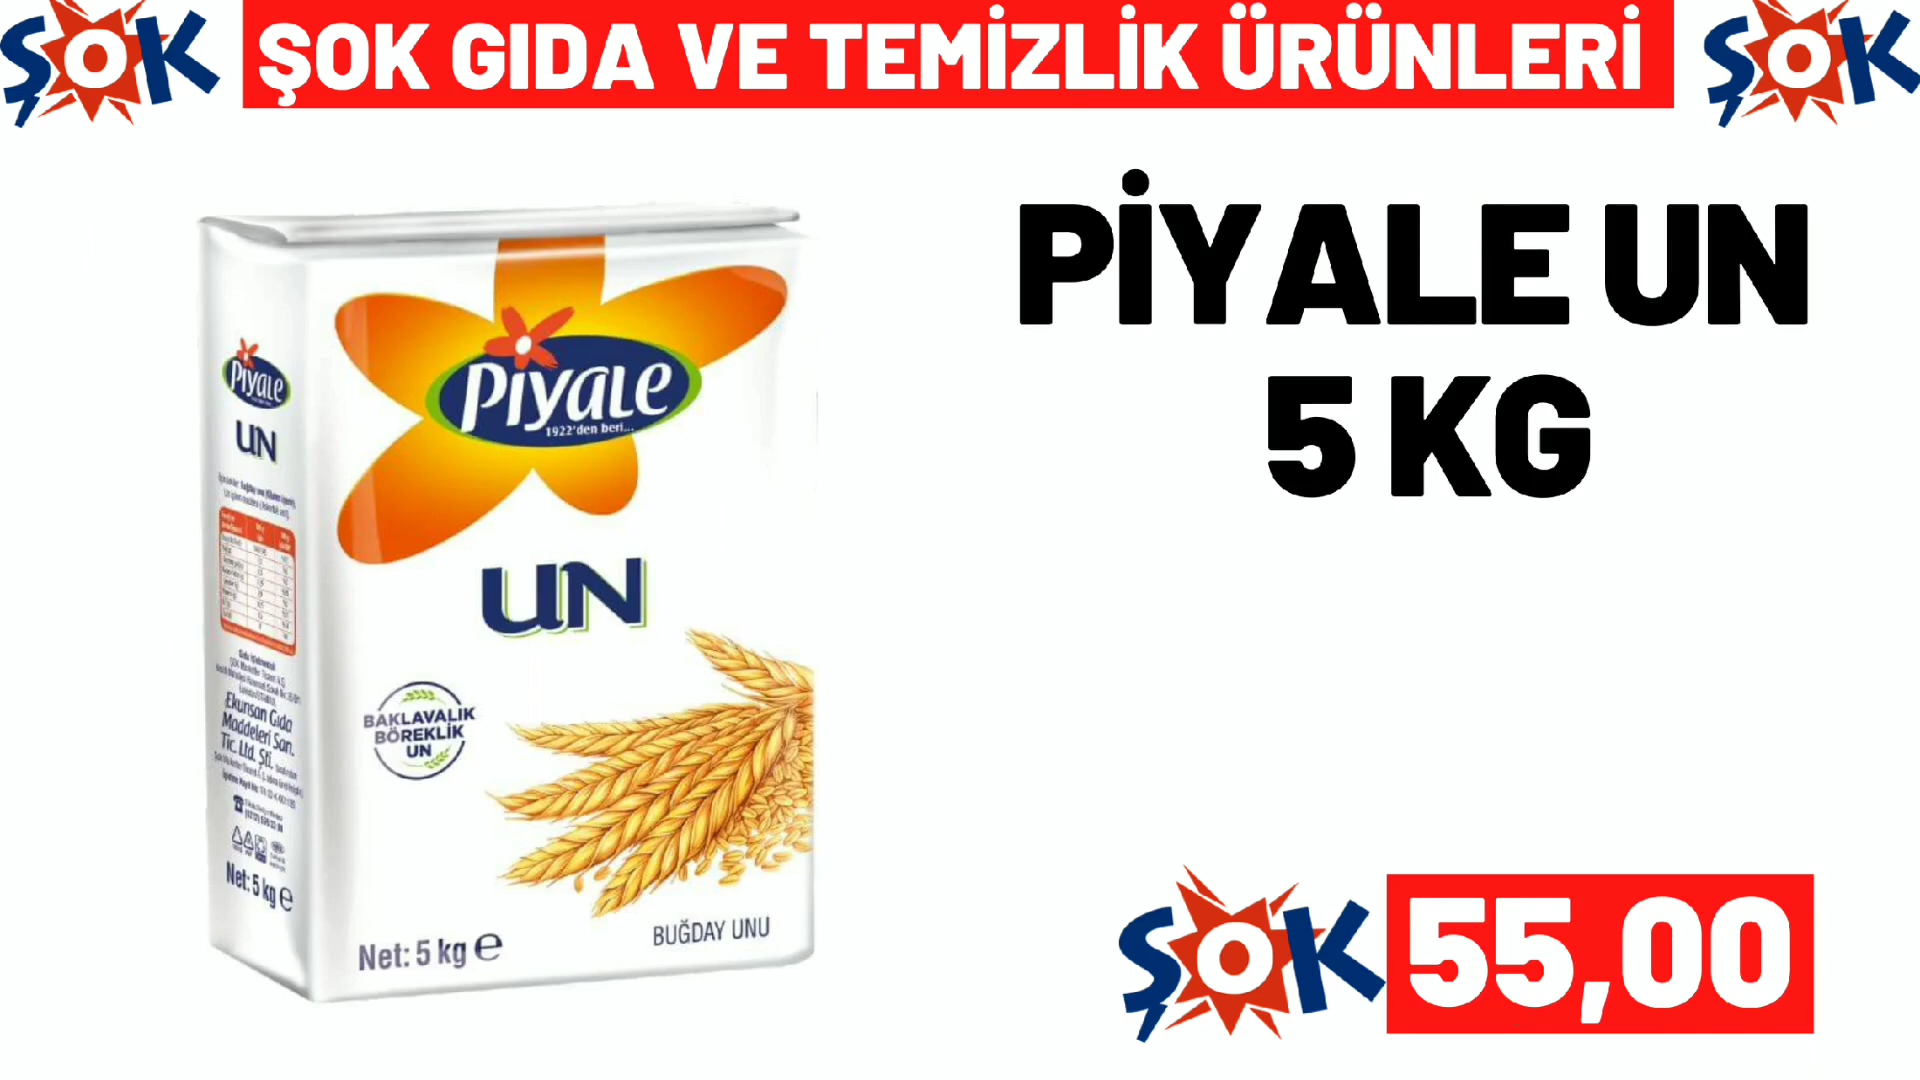 ŞOK
ŞOK GIDA VE TEMİZLİK ÜRÜNLERİ
ŞOK
PİYALE UN
5 KG
Piyale
1922'den beri...
UN
BAKLAVALIK
BÖREKLİK
UN
Net: 5 kg e
BUĞDAY UNU
Piyale
UN
Ekunsan Gıda
Maddeleri San.
Tic. Ltd. Şti.
Net: 5 kg e
ŞOK
55,00